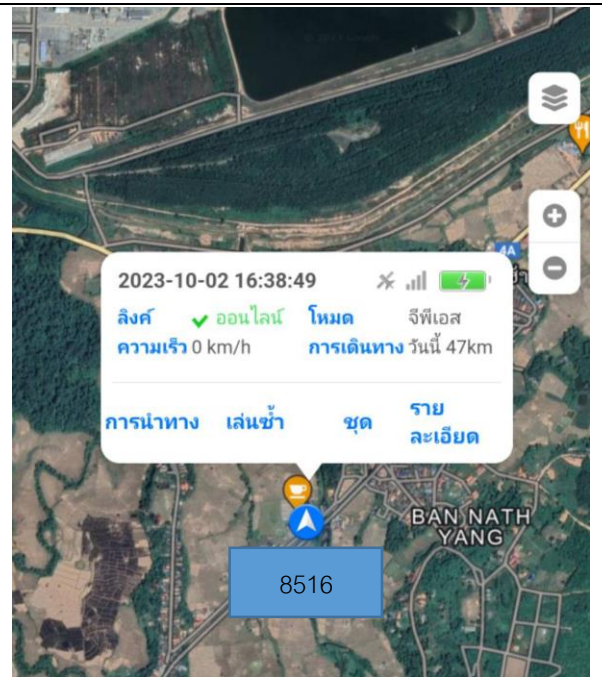 4A
2023-10-02 16:38:49
ลิงค์ ออนไลน์ โหมด จีพีเอส
ความเร็ว 0 km/h การเดินทาง วันนี้ 47km
การนำทาง เล่นซ้ำ ชุด ราย
ละเอียด
BAN NATH
YANG
8516